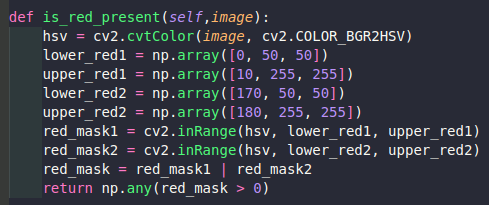 def is_red_present(self,image):
    hsv = cv2.cvtColor(image, cv2.COLOR_BGR2HSV)
    lower_red1 = np.array([0, 50, 50])
    upper_red1 = np.array([10, 255, 255])
    lower_red2 = np.array([170, 50, 50])
    upper_red2 = np.array([180, 255, 255])
    red_mask1 = cv2.inRange(hsv, lower_red1, upper_red1)
    red_mask2 = cv2.inRange(hsv, lower_red2, upper_red2)
    red_mask = red_mask1 | red_mask2
    return np.any(red_mask > 0)